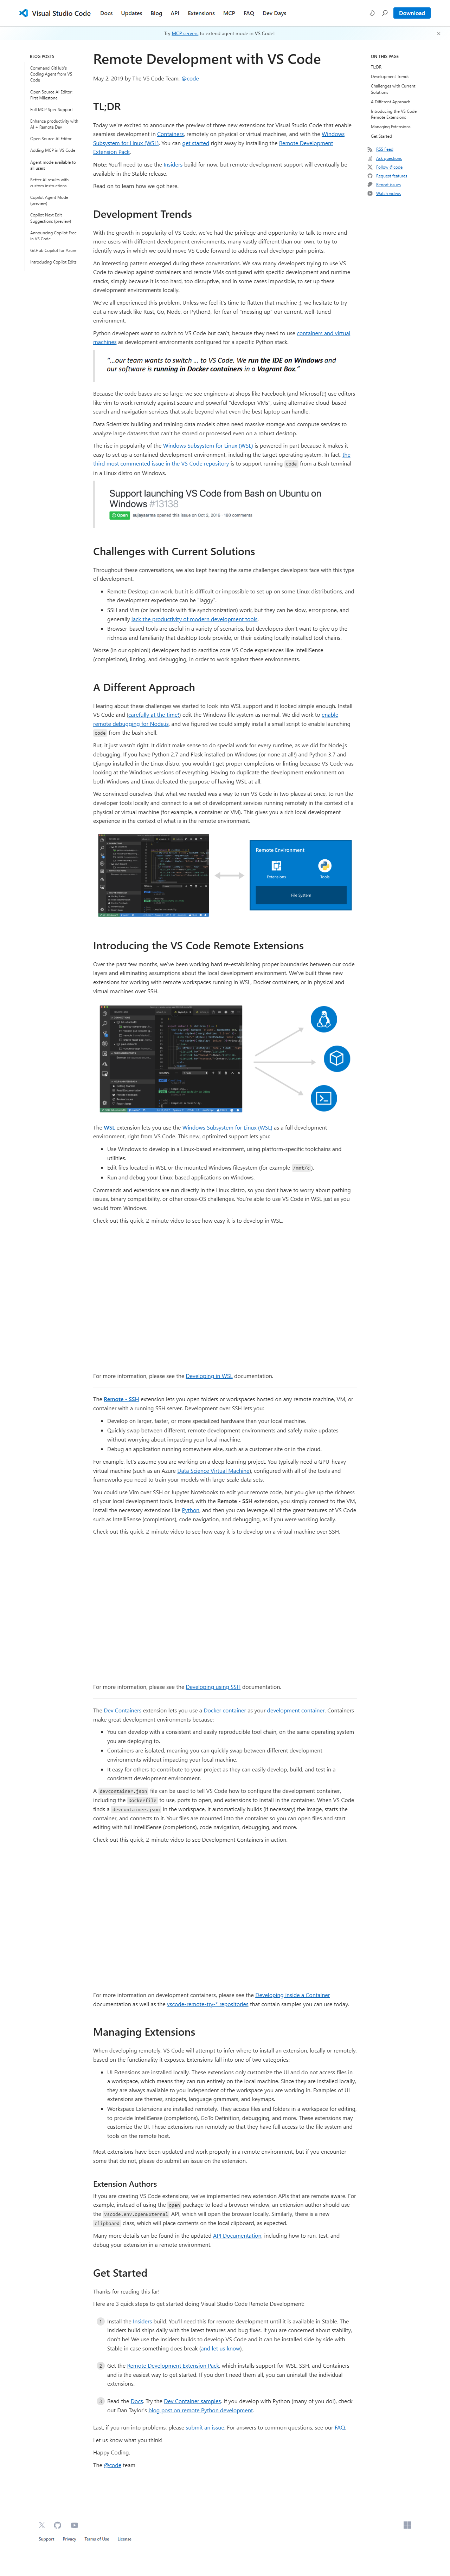 Visual Studio Code
Docs Updates Blog API Extensions MCP FAQ Dev Days
Download
Try MCP servers to extend agent mode in VS Code!
BLOG POSTS
Command GitHub's
Coding Agent from VS
Code
Open Source AI Editor:
First Milestone
Full MCP Spec Support
Enhance productivity with
AI + Remote Dev
Open Source AI Editor
Adding MCP in VS Code
Agent mode available to
all users
Better AI results with
custom instructions
Copilot Agent Mode
(preview)
Copilot Next Edit
Suggestions (preview)
Announcing Copilot Free
in VS Code
GitHub Copilot for Azure
Introducing Copilot Edits
Remote Development with VS Code
May 2, 2019 by The VS Code Team, @code
TL;DR
Today we're excited to announce the preview of three new extensions for Visual Studio Code that enable
seamless development in Containers, remotely on physical or virtual machines, and with the Windows
Subsystem for Linux (WSL). You can get started right away by installing the Remote Development
Extension Pack.
Note: You'll need to use the Insiders build for now, but remote development support will eventually be
available in the Stable release.
Read on to learn how we got here.
Development Trends
With the growth in popularity of VS Code, we've had the privilege and opportunity to talk to more and
more users with different development environments, many vastly different than our own. In fact, it is
often how we identify ways in which we could move VS Code forward to address real developer pain points.
An interesting pattern emerged during these conversations. We saw many developers trying to use VS
Code to develop against containers and remote VMs configured with specific development and runtime
stacks, simply because it is too hard, too disruptive, and in some cases impossible, to set up these
development environments locally.
We've all experienced this problem. Unless we feel it's time to flatten that machine :), we hesitate to try
out a new stack like Rust, Go, Node, or Python3, for fear of "messing up" our current, well-tuned
environment.
Python developers want to switch to VS Code but can't, because they need to use containers and virtual
machines as development environments configured for a specific Python stack.
"...our team wants to switch ... to VS Code. We run the IDE on Windows and
our software is running in Docker containers in a Vagrant Box."
Because the code bases are so large, we see engineers at shops like Facebook (and Microsoft!) use editors
like vim to work remotely against secure and powerful "developer VMs", using alternative cloud-based
search and navigation services that scale beyond what even the best laptop can handle.
Data Scientists building and training data models often need massive storage and compute services to
analyze large datasets that can't be stored or processed even on a robust desktop.
The rise in popularity of the Windows Subsystem for Linux (WSL) is powered in part because it makes it
easy to set up a contained development environment, including the target operating system. In fact, the
third most commented issue in the VS Code repository is to support running code from a Bash terminal
in a Linux distro on Windows.
Support launching VS Code from Bash on Ubuntu on
Windows #13138
Open sujaysarma opened this issue on Oct 2, 2016 · 180 comments
Challenges with Current Solutions
Throughout these conversations, we also kept hearing the same challenges developers face with this type
of development.
Remote Desktop can work, but it is difficult or impossible to set up on some Linux distributions, and
the development experience can be "laggy".
SSH and Vim (or local tools with file synchronization) work, but they can be slow, error prone, and
generally lack the productivity of modern development tools.
Browser-based tools are useful in a variety of scenarios, but developers don't want to give up the
richness and familiarity that desktop tools provide, or their existing locally installed tool chains.
Worse (in our opinion!) developers had to sacrifice core VS Code experiences like IntelliSense
(completions), linting, and debugging, in order to work against these environments.
A Different Approach
Hearing about these challenges we started to look into WSL support and it looked simple enough. Install
VS Code and (carefully at the time!) edit the Windows file system as normal. We did work to enable
remote debugging for Node.js, and we figured we could simply install a small script to enable launching
code from the bash shell.
But, it just wasn't right. It didn't make sense to do special work for every runtime, as we did for Node.js
debugging. If you have Python 2.7 and Flask installed on Windows (or none at all!) and Python 3.7 and
Django installed in the Linux distro, you wouldn't get proper completions or linting because VS Code was
looking at the Windows versions of everything. Having to duplicate the development environment on
both Windows and Linux defeated the purpose of having WSL at all.
We convinced ourselves that what we needed was a way to run VS Code in two places at once, to run the
developer tools locally and connect to a set of development services running remotely in the context of a
physical or virtual machine (for example, a container or VM). This gives you a rich local development
experience in the context of what is in the remote environment.
Remote Environment
Extensions
Tools
File System
Introducing the VS Code Remote Extensions
Over the past few months, we've been working hard re-establishing proper boundaries between our code
layers and eliminating assumptions about the local development environment. We built three new
extensions for working with remote workspaces running in WSL, Docker containers, or in physical and
virtual machines over SSH.
The WSL extension lets you use the Windows Subsystem for Linux (WSL) as a full development
environment, right from VS Code. This new, optimized support lets you:
Use Windows to develop in a Linux-based environment, using platform-specific toolchains and
utilities.
Edit files located in WSL or the mounted Windows filesystem (for example /mnt/c).
Run and debug your Linux-based applications on Windows.
Commands and extensions are run directly in the Linux distro, so you don't have to worry about pathing
issues, binary compatibility, or other cross-OS challenges. You're able to use VS Code in WSL just as you
would from Windows.
Check out this quick, 2-minute video to see how easy it is to develop in WSL.
For more information, please see the Developing in WSL documentation.
The Remote - SSH extension lets you open folders or workspaces hosted on any remote machine, VM, or
container with a running SSH server. Development over SSH lets you:
Develop on larger, faster, or more specialized hardware than your local machine.
Quickly swap between different, remote development environments and safely make updates
without worrying about impacting your local machine.
Debug an application running somewhere else, such as a customer site or in the cloud.
For example, let's assume you are working on a deep learning project. You typically need a GPU-heavy
virtual machine (such as an Azure Data Science Virtual Machine), configured with all of the tools and
frameworks you need to train your models with large-scale data sets.
You could use Vim over SSH or Jupyter Notebooks to edit your remote code, but you give up the richness
of your local development tools. Instead, with the Remote - SSH extension, you simply connect to the VM,
install the necessary extensions like Python, and then you can leverage all of the great features of VS Code
such as IntelliSense (completions), code navigation, and debugging, as if you were working locally.
Check out this quick, 2-minute video to see how easy it is to develop on a virtual machine over SSH.
For more information, please see the Developing using SSH documentation.
The Dev Containers extension lets you use a Docker container as your development container. Containers
make great development environments because:
You can develop with a consistent and easily reproducible tool chain, on the same operating system
you are deploying to.
Containers are isolated, meaning you can quickly swap between different development
environments without impacting your local machine.
It easy for others to contribute to your project as they can easily develop, build, and test in a
consistent development environment.
A devcontainer.json file can be used to tell VS Code how to configure the development container,
including the Dockerfile to use, ports to open, and extensions to install in the container. When VS Code
finds a devcontainer.json in the workspace, it automatically builds (if necessary) the image, starts the
container, and connects to it. Your files are mounted into the container so you can open files and start
editing with full IntelliSense (completions), code navigation, debugging, and more.
Check out this quick, 2-minute video to see Development Containers in action.
For more information on development containers, please see the Developing inside a Container
documentation as well as the vscode-remote-try-* repositories that contain samples you can use today.
Managing Extensions
When developing remotely, VS Code will attempt to infer where to install an extension, locally or remotely,
based on the functionality it exposes. Extensions fall into one of two categories:
UI Extensions are installed locally. These extensions only customize the UI and do not access files in
a workspace, which means they can run entirely on the local machine. Since they are installed locally,
they are always available to you independent of the workspace you are working in. Examples of UI
extensions are themes, snippets, language grammars, and keymaps.
Workspace Extensions are installed remotely. They access files and folders in a workspace for editing,
to provide IntelliSense (completions), GoTo Definition, debugging, and more. These extensions may
customize the UI. These extensions run remotely so that they have full access to the file system and
tools on the remote host.
Most extensions have been updated and work properly in a remote environment, but if you encounter
some that do not, please do submit an issue on the extension.
Extension Authors
If you are creating VS Code extensions, we've implemented new extension APIs that are remote aware. For
example, instead of using the open package to load a browser window, an extension author should use
the vscode.env.openExternal API, which will open the browser locally. Similarly, there is a new
clipboard class, which will place contents on the local clipboard, as expected.
Many more details can be found in the updated API Documentation, including how to run, test, and
debug your extension in a remote environment.
Get Started
Thanks for reading this far!
Here are 3 quick steps to get started doing Visual Studio Code Remote Development:
1 Install the Insiders build. You'll need this for remote development until it is available in Stable. The
Insiders build ships daily with the latest features and bug fixes. If you are concerned about stability,
don't be! We use the Insiders builds to develop VS Code and it can be installed side by side with
Stable in case something does break (and let us know).
2 Get the Remote Development Extension Pack, which installs support for WSL, SSH, and Containers
and is the easiest way to get started. If you don't need them all, you can uninstall the individual
extensions.
3 Read the Docs. Try the Dev Container samples. If you develop with Python (many of you do!), check
out Dan Taylor's blog post on remote Python development.
Last, if you run into problems, please submit an issue. For answers to common questions, see our FAQ.
Let us know what you think!
Happy Coding,
The @code team
ON THIS PAGE
TL;DR
Development Trends
Challenges with Current
Solutions
A Different Approach
Introducing the VS Code
Remote Extensions
Managing Extensions
Get Started
RSS Feed
Ask questions
Follow @code
Request features
Report issues
Watch videos
Support Privacy Terms of Use License